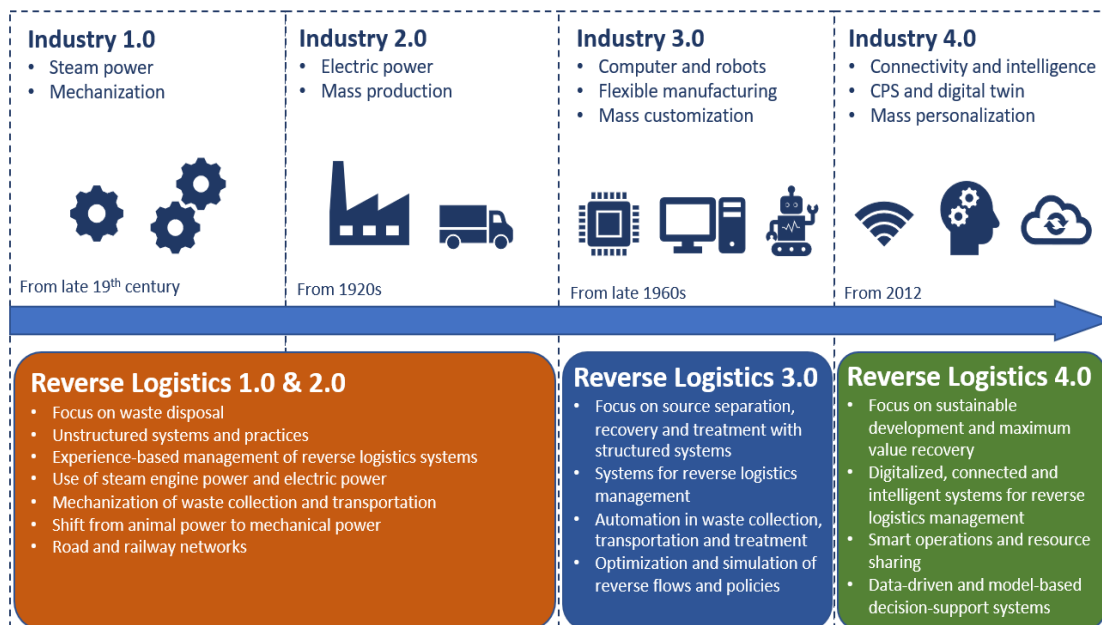 Industry 1.0
• Steam power
• Mechanization
Industry 2.0
• Electric power
• Mass production
Industry 3.0
• Computer and robots
• Flexible manufacturing
• Mass customization
Industry 4.0
• Connectivity and intelligence
• CPS and digital twin
• Mass personalization
From late 19th century
From 1920s
From late 1960s
From 2012
Reverse Logistics 1.0 & 2.0
• Focus on waste disposal
• Unstructured systems and practices
• Experience-based management of reverse logistics systems
• Use of steam engine power and electric power
• Mechanization of waste collection and transportation
• Shift from animal power to mechanical power
• Road and railway networks
Reverse Logistics 3.0
• Focus on source separation,
recovery and treatment with
structured systems
• Systems for reverse logistics
management
• Automation in waste collection,
transportation and treatment
• Optimization and simulation of
reverse flows and policies
Reverse Logistics 4.0
• Focus on sustainable
development and maximum
value recovery
• Digitalized, connected and
intelligent systems for reverse
logistics management
• Smart operations and resource
sharing
• Data-driven and model-based
decision-support systems